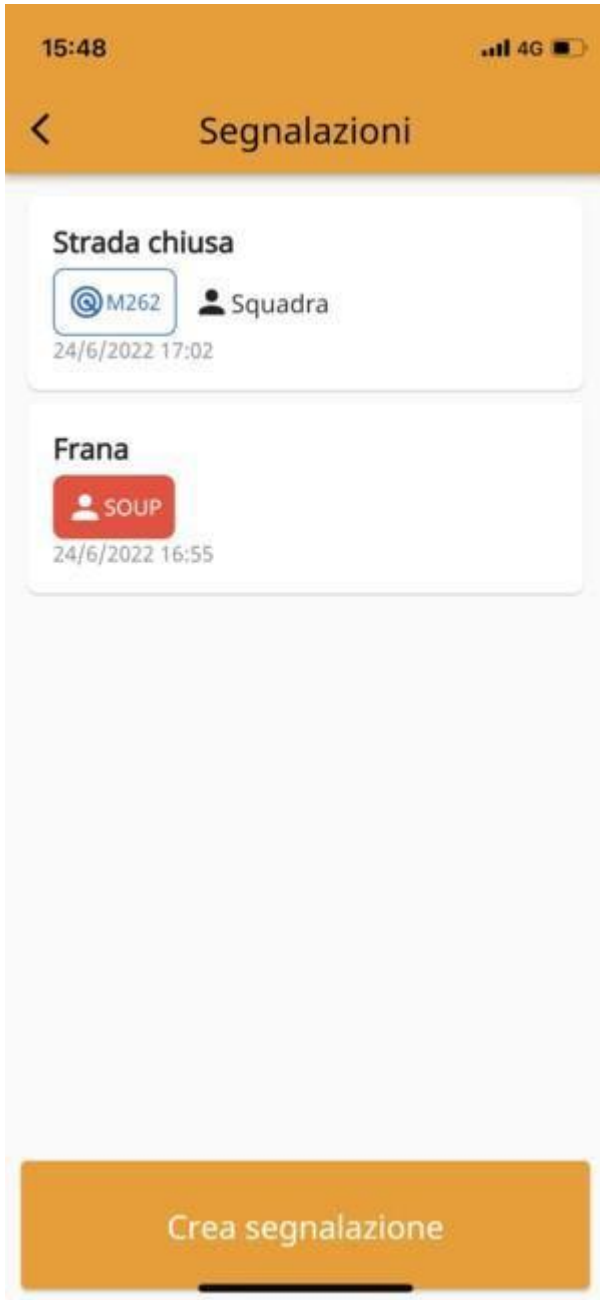 15:48 4G
Segnalazioni
Strada chiusa
M262 Squadra
24/6/2022 17:02
Frana
SOUP
24/6/2022 16:55
Crea segnalazione